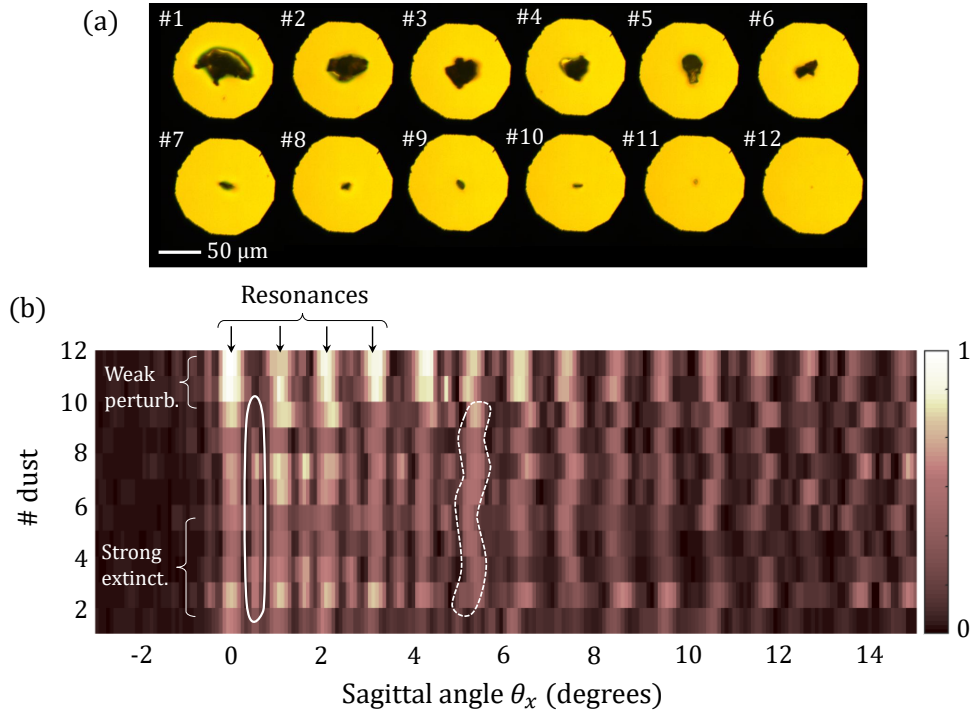 (a)
#1 #2 #3 #4 #5 #6
#7 #8 #9 #10 #11 #12
50 µm
(b)
Resonances
12
10
8
6
4
2
# dust
Weak
perturb.
Strong
extinct.
1
0
-2 0 2 4 6 8 10 12 14
Sagittal angle θₓ (degrees)